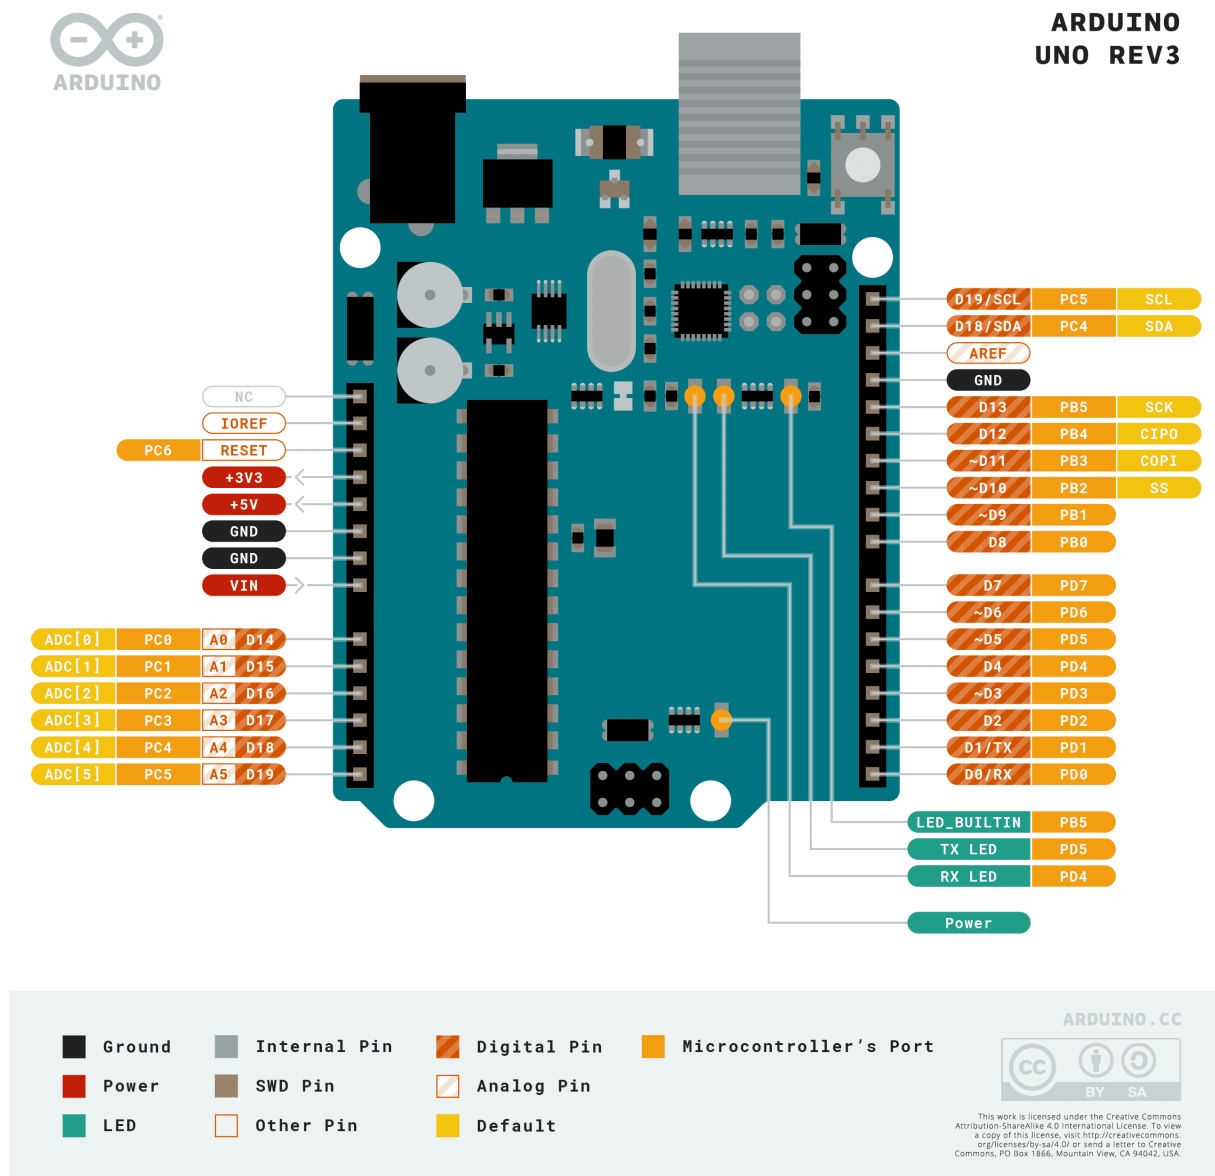 ARDUINO
ARDUINO
UNO REV3
D19/SCL PC5 SCL
D18/SDA PC4 SDA
AREF
GND
D13 PB5 SCK
D12 PB4 CIPO
~D11 PB3 COPI
~D10 PB2 SS
~D9 PB1
D8 PB0
D7 PD7
~D6 PD6
~D5 PD5
D4 PD4
~D3 PD3
D2 PD2
D1/TX PD1
D0/RX PD0
NC
IOREF
PC6 RESET
+3V3
+5V
GND
GND
VIN
ADC[0] PC0 A0 D14
ADC[1] PC1 A1 D15
ADC[2] PC2 A2 D16
ADC[3] PC3 A3 D17
ADC[4] PC4 A4 D18
ADC[5] PC5 A5 D19
LED_BUILTIN PB5
TX LED PD5
RX LED PD4
Power
Ground
Power
LED
Internal Pin
SWD Pin
Other Pin
Digital Pin
Analog Pin
Default
Microcontroller's Port
ARDUINO.CC
CC
BY SA
This work is licensed under the Creative Commons
Attribution-ShareAlike 4.0 International License. To view
a copy of this license, visit http://creativecommons.
org/licenses/by-sa/4.0/ or send a letter to Creative
Commons, PO Box 1866, Mountain View, CA 94042, USA.